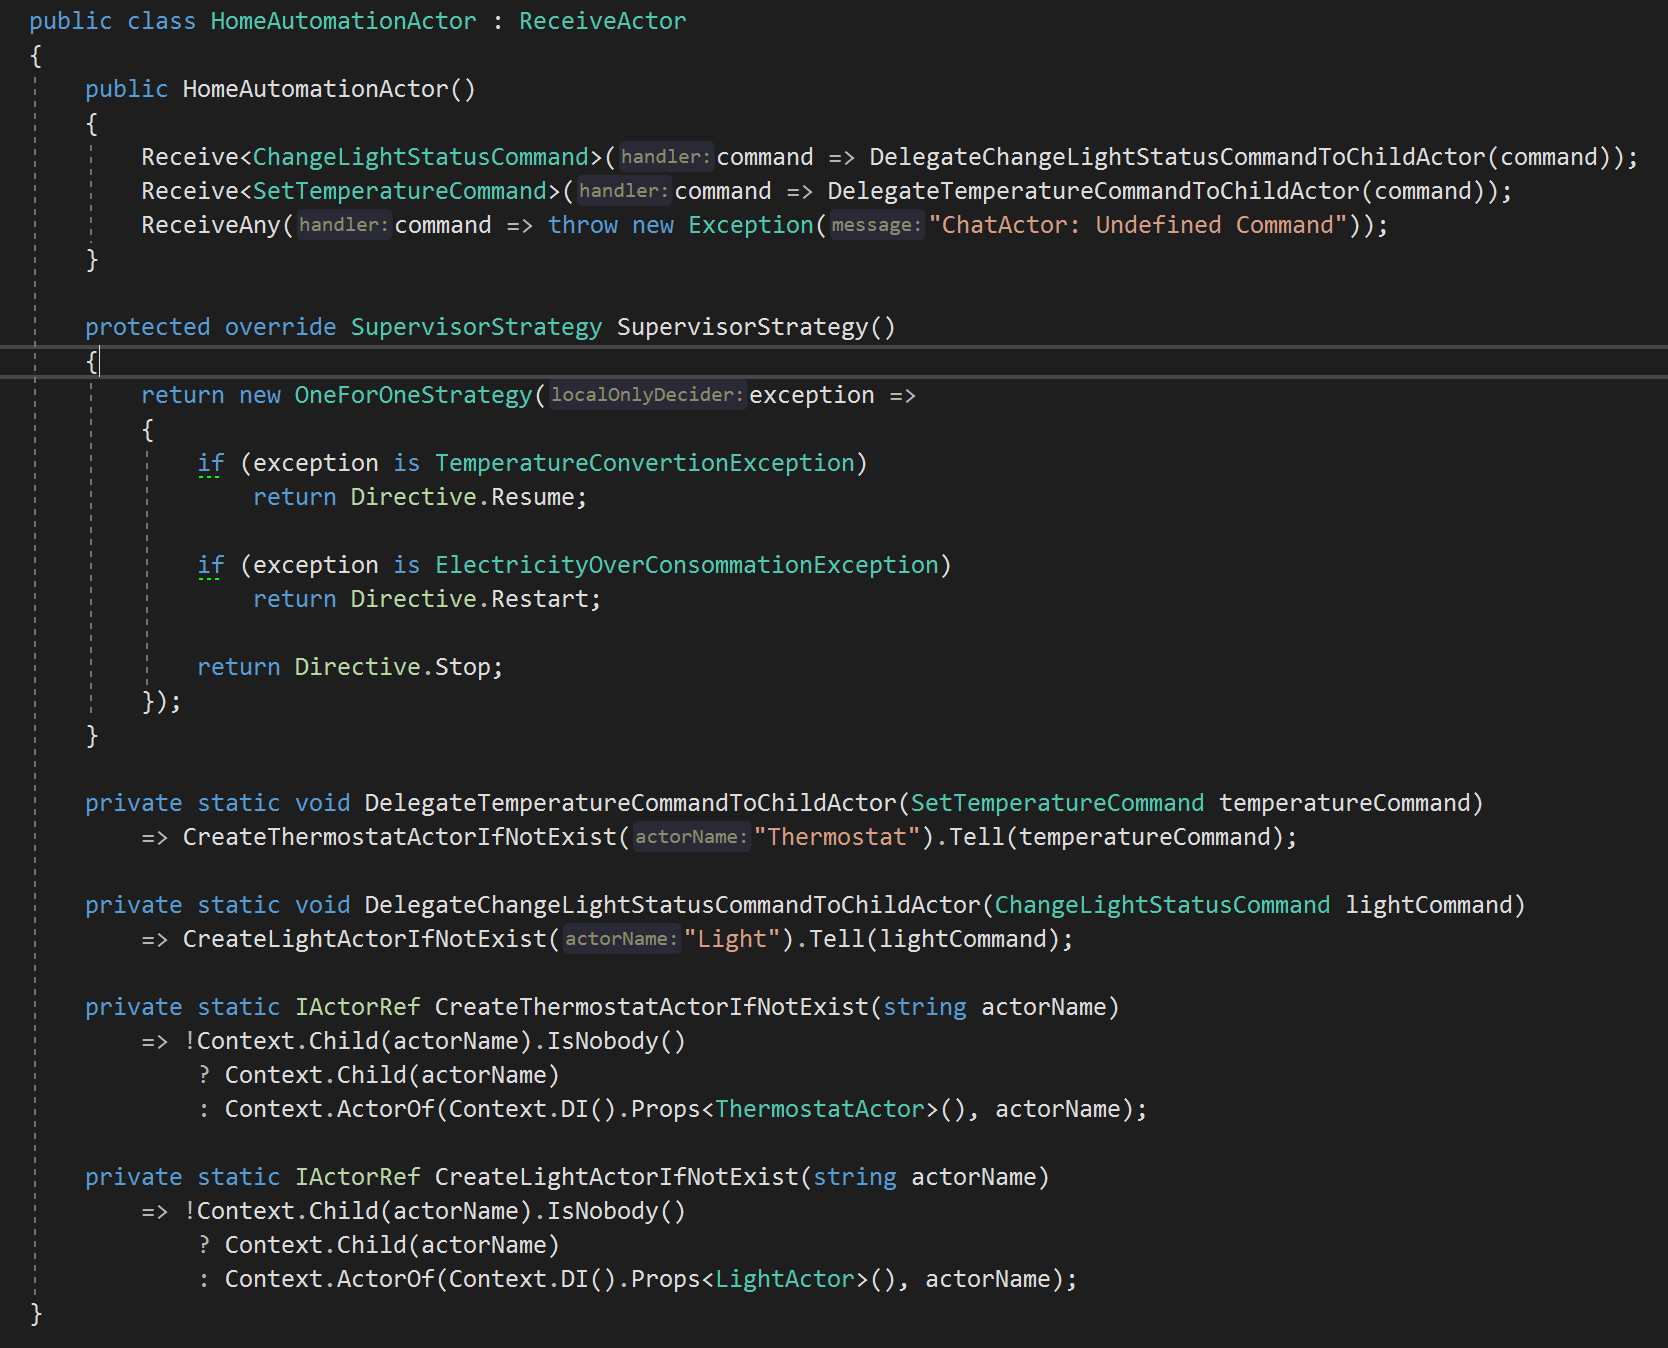 public class HomeAutomationActor : ReceiveActor
{
    public HomeAutomationActor()
    {
        Receive<ChangeLightStatusCommand>(handler: command => DelegateChangeLightStatusCommandToChildActor(command));
        Receive<SetTemperatureCommand>(handler: command => DelegateTemperatureCommandToChildActor(command));
        ReceiveAny(handler: command => throw new Exception(message: "ChatActor: Undefined Command"));
    }

    protected override SupervisorStrategy SupervisorStrategy()
    {
        return new OneForOneStrategy(localOnlyDecider: exception =>
        {
            if (exception is TemperatureConvertionException)
                return Directive.Resume;

            if (exception is ElectricityOverConsommationException)
                return Directive.Restart;

            return Directive.Stop;
        });
    }

    private static void DelegateTemperatureCommandToChildActor(SetTemperatureCommand temperatureCommand)
        => CreateThermostatActorIfNotExist(actorName: "Thermostat").Tell(temperatureCommand);

    private static void DelegateChangeLightStatusCommandToChildActor(ChangeLightStatusCommand lightCommand)
        => CreateLightActorIfNotExist(actorName: "Light").Tell(lightCommand);

    private static IActorRef CreateThermostatActorIfNotExist(string actorName)
        => !Context.Child(actorName).IsNobody()
            ? Context.Child(actorName)
            : Context.ActorOf(Context.DI().Props<ThermostatActor>(), actorName);

    private static IActorRef CreateLightActorIfNotExist(string actorName)
        => !Context.Child(actorName).IsNobody()
            ? Context.Child(actorName)
            : Context.ActorOf(Context.DI().Props<LightActor>(), actorName);
}